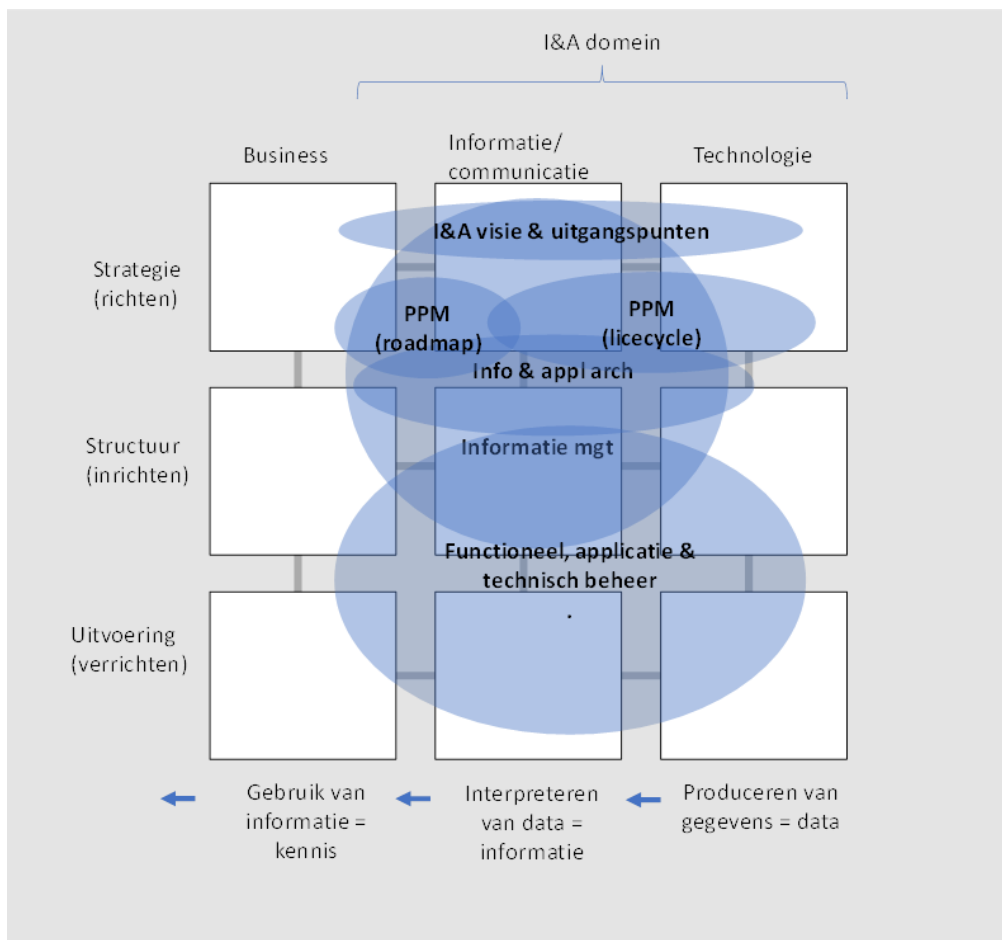 I&A domein
Business
Informatie/
communicatie
Technologie
I&A visie & uitgangspunten
Strategie
(richten)
PPM
(roadmap)
PPM
(licecycle)
Info & appl arch
Structuur
(inrichten)
Informatie mgt
Functioneel, applicatie &
technisch beheer
.
Uitvoering
(verrichten)
Gebruik van
informatie =
kennis
Interpreteren
van data =
informatie
Produceren van
gegevens = data